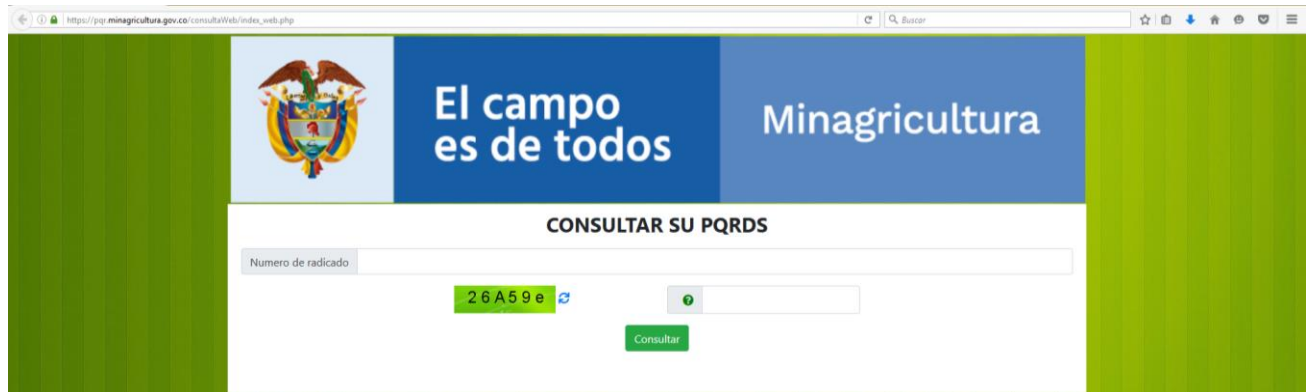 https://pqr.minagricultura.gov.co/consultaWeb/index_web.php
Buscar
El campo
es de todos
Minagricultura
CONSULTAR SU PQRDS
Numero de radicado
26A59e
Consultar